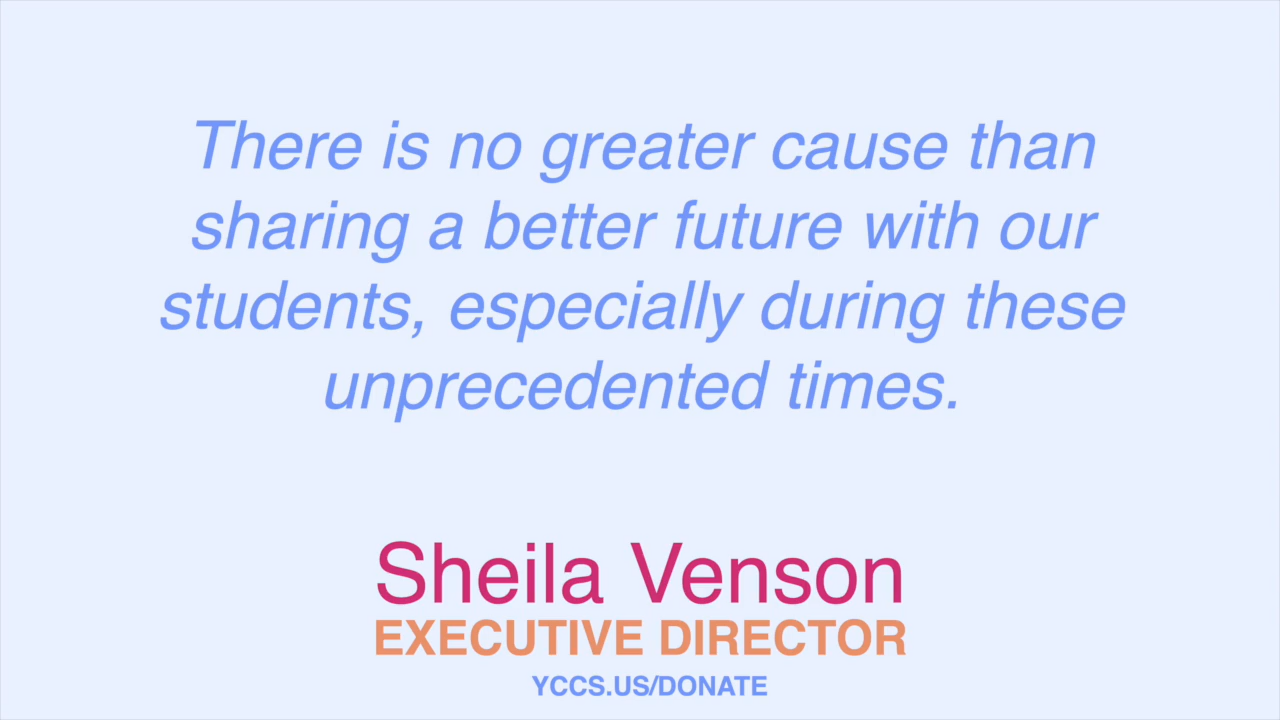 There is no greater cause than
sharing a better future with our
students, especially during these
unprecedented times.
Sheila Venson
EXECUTIVE DIRECTOR
YCCS.US/DONATE